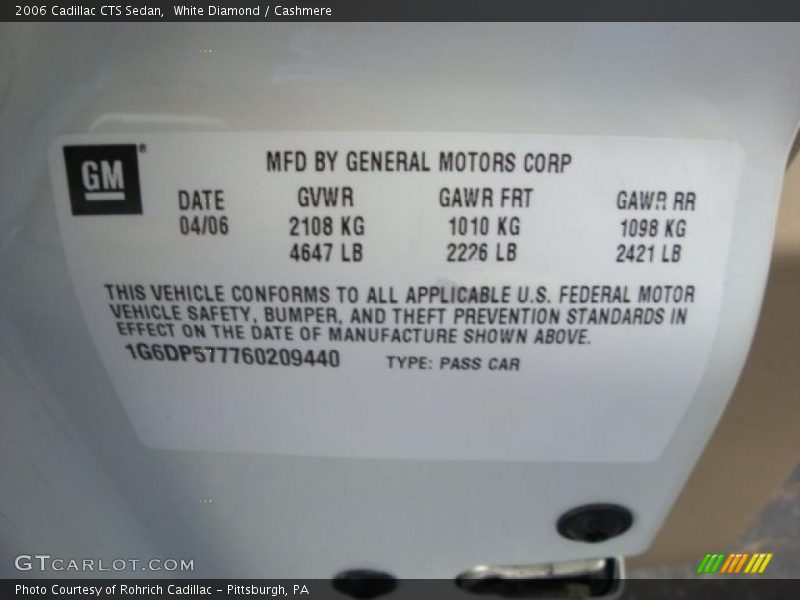 2006 Cadillac CTS Sedan,  White Diamond / Cashmere
GM®
MFD BY GENERAL MOTORS CORP
DATE GVWR GAWR FRT GAWR RR
04/06 2108 KG 1010 KG 1098 KG
4647 LB 2226 LB 2421 LB
THIS VEHICLE CONFORMS TO ALL APPLICABLE U.S. FEDERAL MOTOR
VEHICLE SAFETY, BUMPER, AND THEFT PREVENTION STANDARDS IN
EFFECT ON THE DATE OF MANUFACTURE SHOWN ABOVE.
1G6DP577760209440 TYPE: PASS CAR
GTCARLOT.COM
Photo Courtesy of Rohrich Cadillac - Pittsburgh, PA